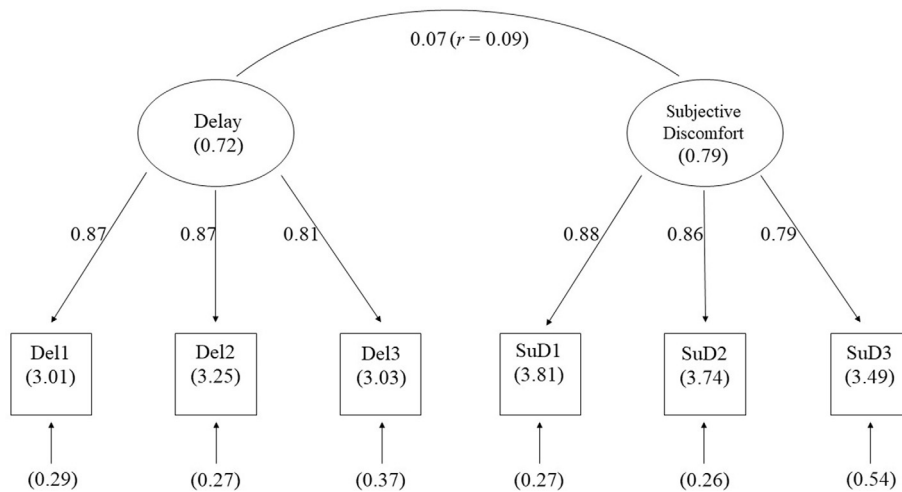 0.07 (r = 0.09)
Delay
(0.72)
Subjective
Discomfort
(0.79)
0.87
0.87
0.81
0.88
0.86
0.79
Del1
(3.01)
Del2
(3.25)
Del3
(3.03)
SuD1
(3.81)
SuD2
(3.74)
SuD3
(3.49)
(0.29)
(0.27)
(0.37)
(0.27)
(0.26)
(0.54)